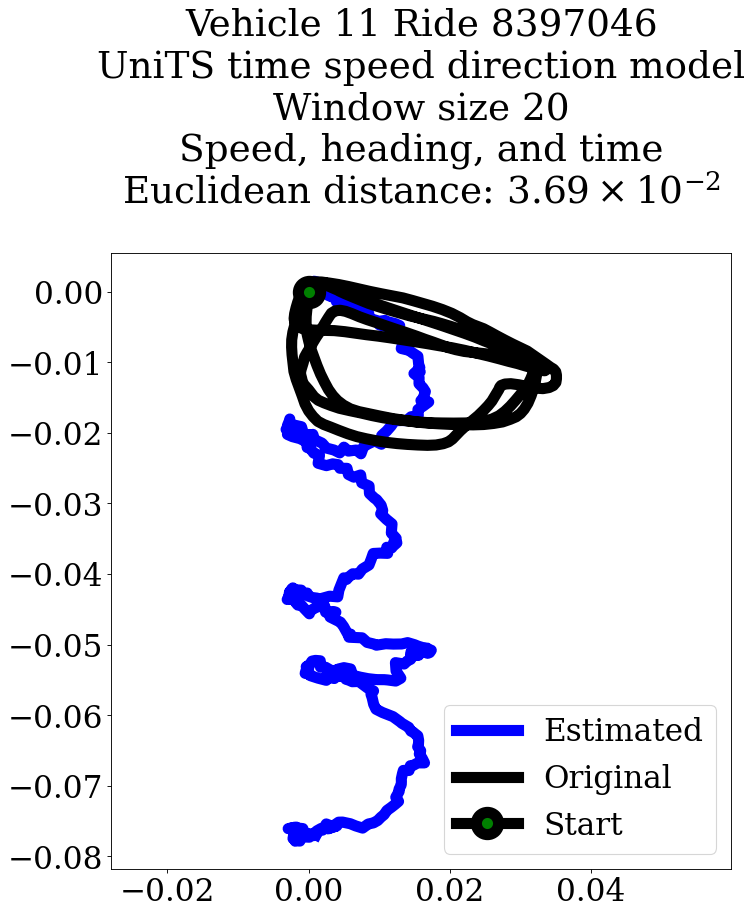 Vehicle 11 Ride 8397046
UniTS time speed direction model
Window size 20
Speed, heading, and time
Euclidean distance: 3.69 × 10⁻²
0.00
−0.01
−0.02
−0.03
−0.04
−0.05
−0.06
−0.07
−0.08
Estimated
Original
Start
−0.02 0.00 0.02 0.04